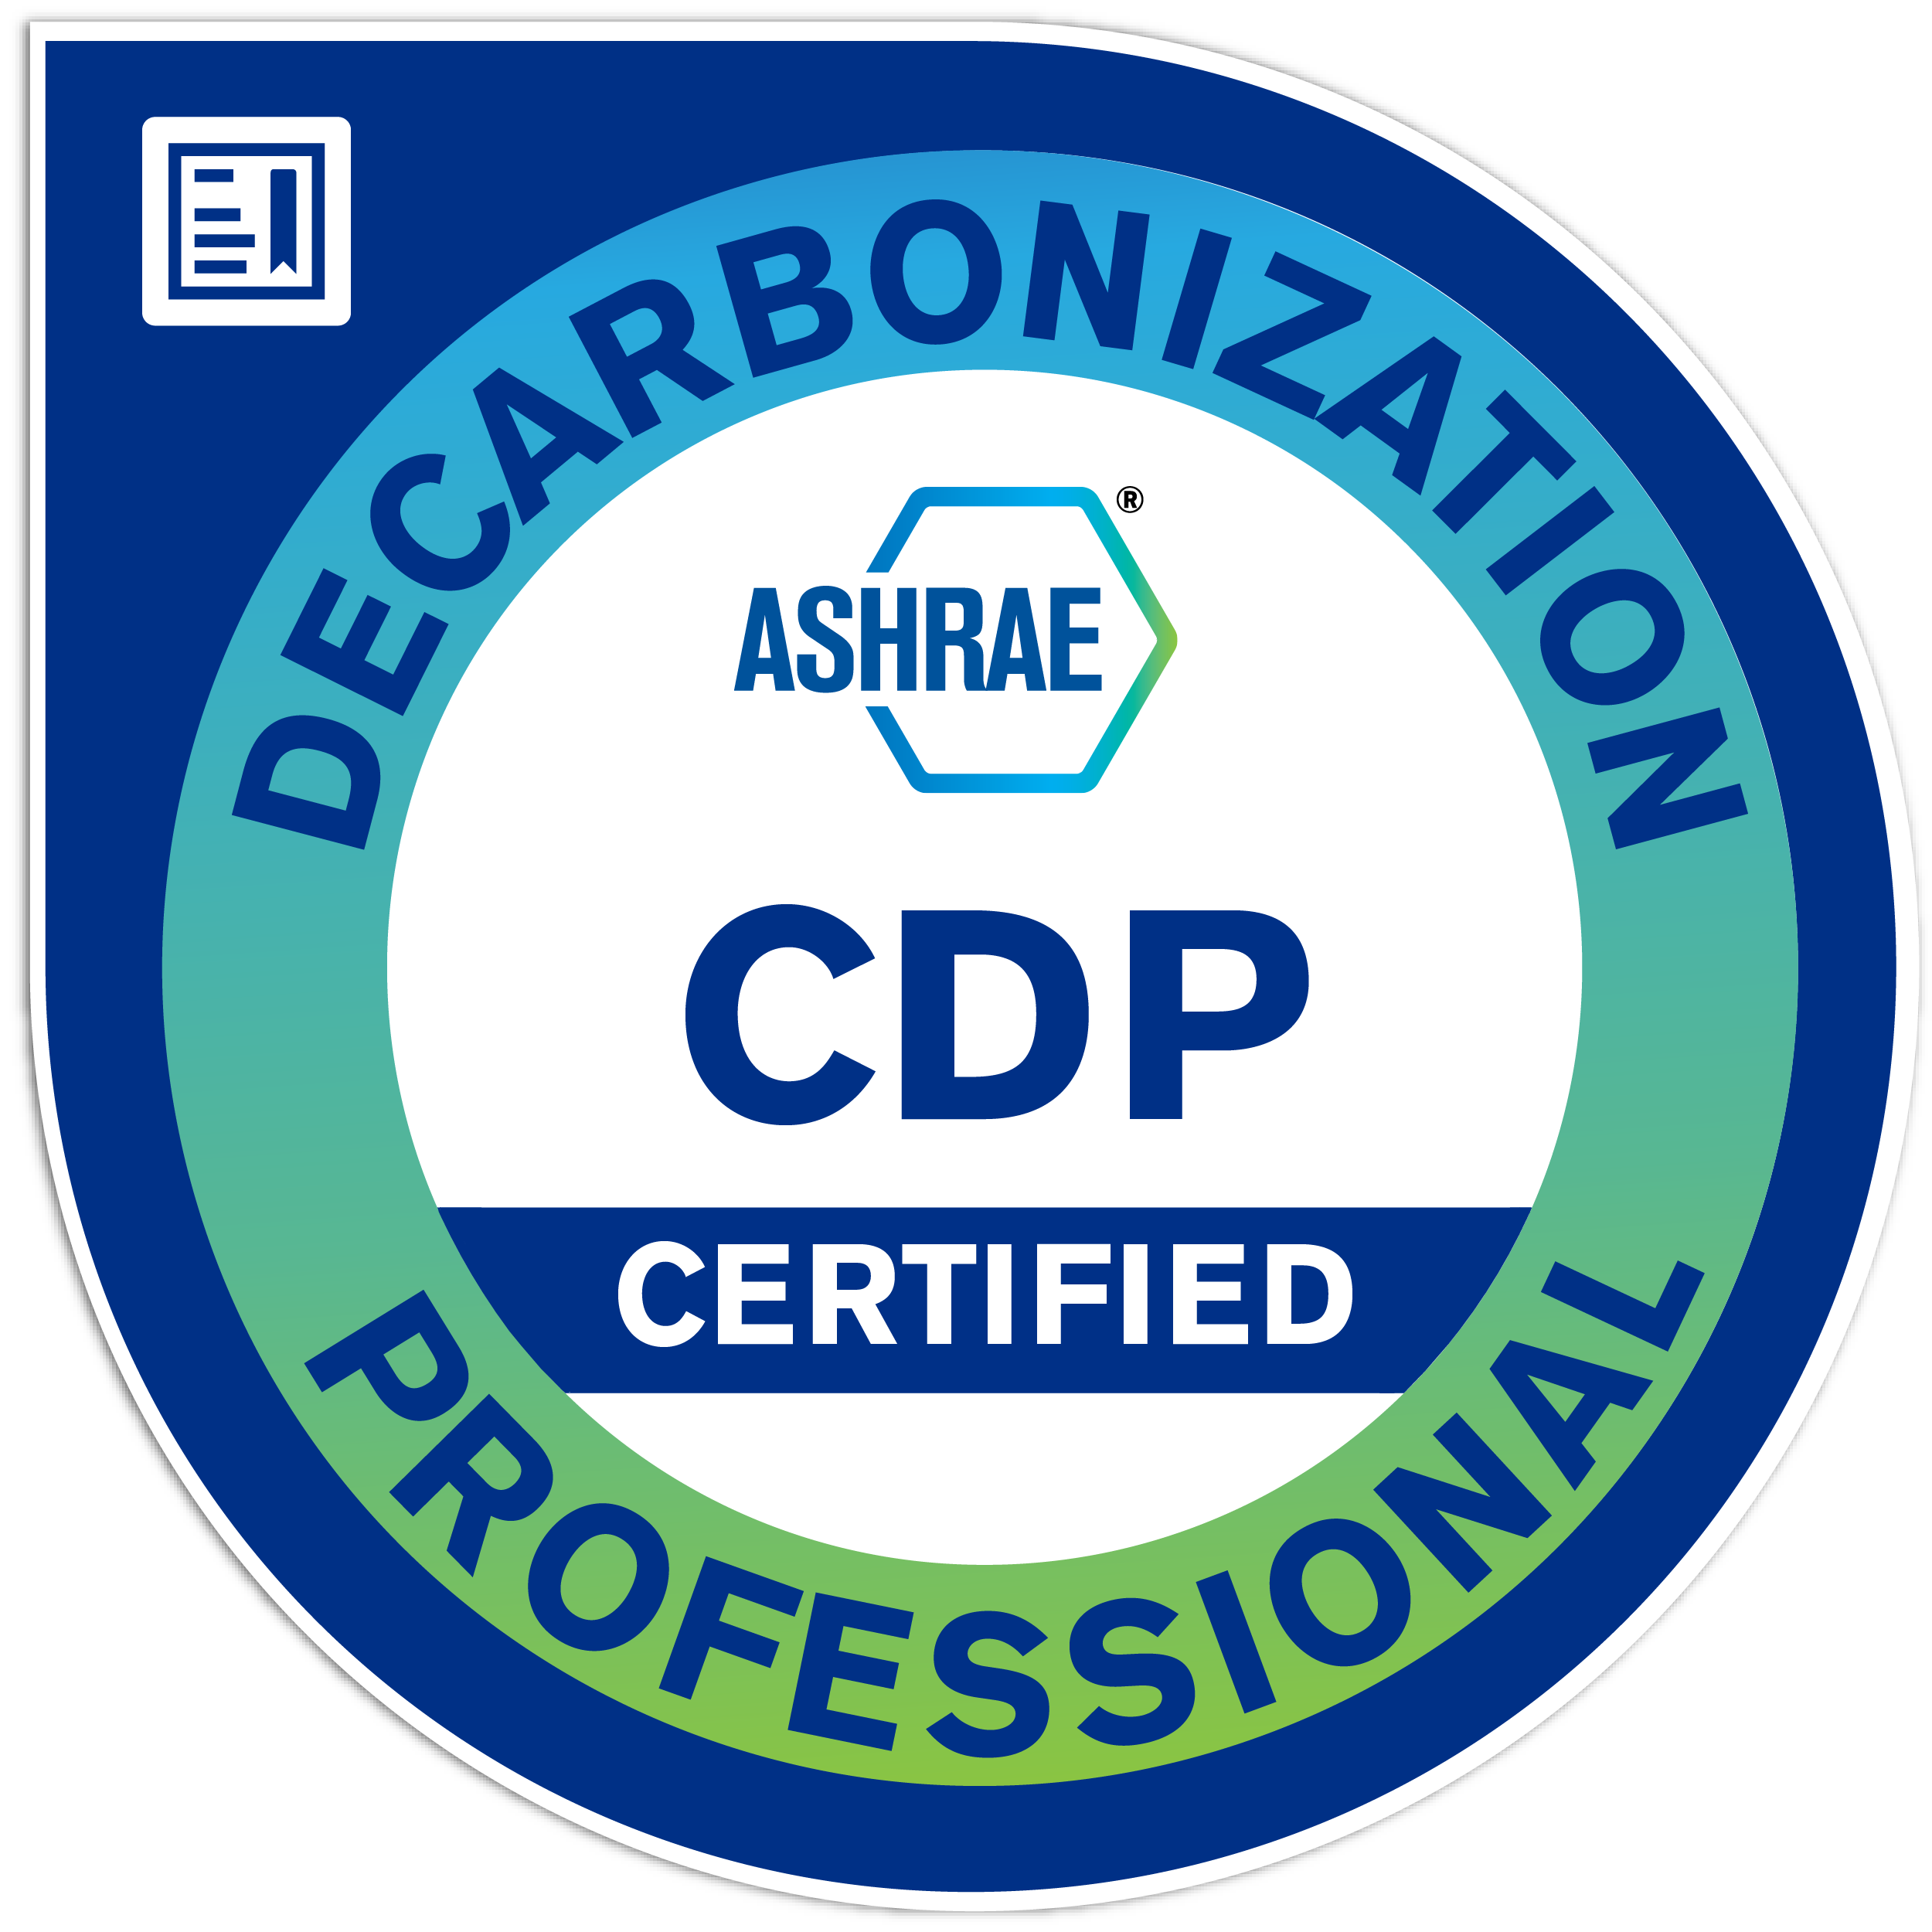 DECARBONIZATION
ASHRAE®
CDP
CERTIFIED
PROFESSIONAL